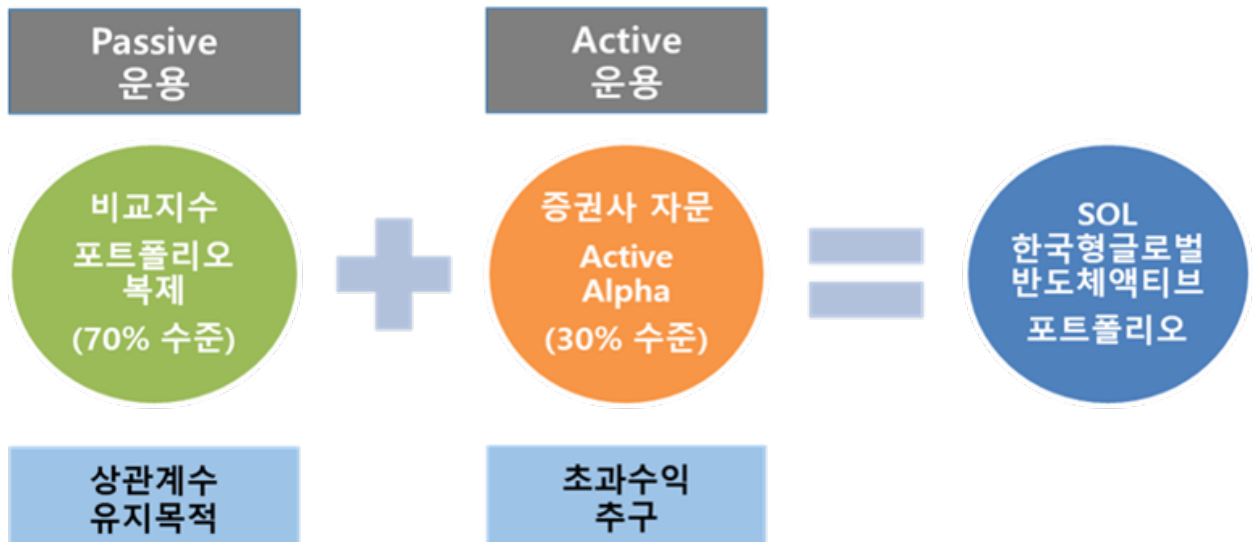 Passive
운용
Active
운용
비교지수
포트폴리오
복제
(70% 수준)
증권사 자문
Active
Alpha
(30% 수준)
SOL
한국형글로벌
반도체액티브
포트폴리오
상관계수
유지목적
초과수익
추구